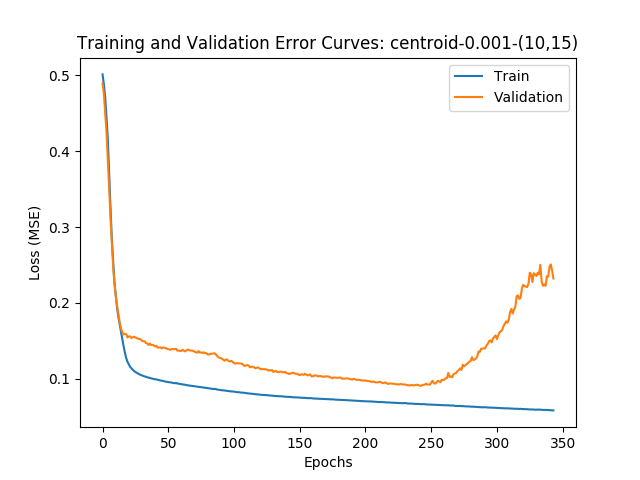 Training and Validation Error Curves: centroid-0.001-(10,15)
Train
Validation
Loss (MSE)
0.5
0.4
0.3
0.2
0.1
0 50 100 150 200 250 300 350
Epochs